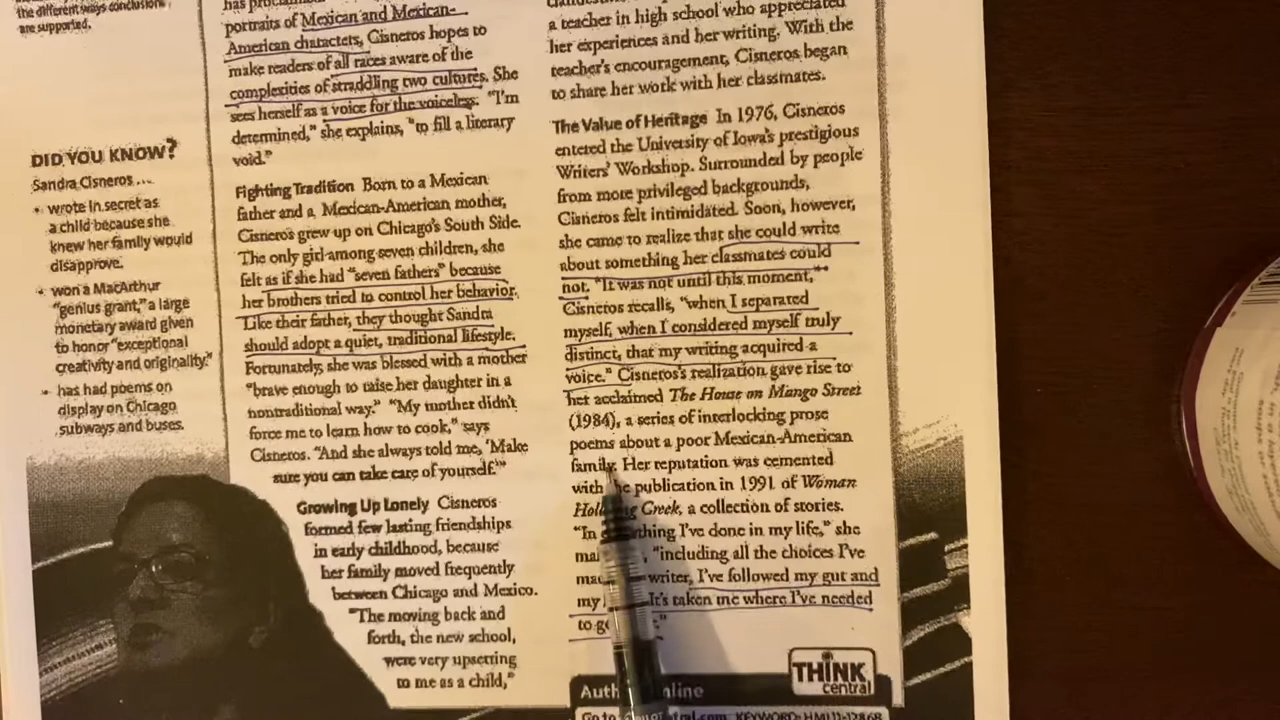 the different ways conclusions
are supported.
DID YOU KNOW?
Sandra Cisneros …
• wrote in secret as
a child because she
knew her family would
disapprove.
• won a MacArthur
"genius grant," a large
monetary award given
to honor "exceptional
creativity and originality."
• has had poems on
display on Chicago
subways and buses.
portraits of Mexican and Mexican-
American characters, Cisneros hopes to
make readers of all races aware of the
complexities of straddling two cultures. She
sees herself as a voice for the voiceless. "I'm
determined," she explains, "to fill a literary
void."
Fighting Tradition Born to a Mexican
father and a Mexican-American mother,
Cisneros grew up on Chicago's South Side.
The only girl among seven children, she
felt as if she had "seven fathers" because
her brothers tried to control her behavior.
Like their father, they thought Sandra
should adopt a quiet, traditional lifestyle.
Fortunately, she was blessed with a mother
"brave enough to raise her daughter in a
nontraditional way." "My mother didn't
force me to learn how to cook," says
Cisneros. "And she always told me, 'Make
sure you can take care of yourself.'"
Growing Up Lonely Cisneros
formed few lasting friendships
in early childhood, because
her family moved frequently
between Chicago and Mexico.
"The moving back and
forth, the new school,
were very upsetting
to me as a child,"
a teacher in high school who appreciated
her experiences and her writing. With the
teacher's encouragement, Cisneros began
to share her work with her classmates.
The Value of Heritage In 1976, Cisneros
entered the University of Iowa's prestigious
Writers' Workshop. Surrounded by people
from more privileged backgrounds,
Cisneros felt intimidated. Soon, however,
she came to realize that she could write
about something her classmates could
not. "It was not until this moment,"
Cisneros recalls, "when I separated
myself, when I considered myself truly
distinct, that my writing acquired a
voice." Cisneros's realization gave rise to
her acclaimed The House on Mango Street
(1984), a series of interlocking prose
poems about a poor Mexican-American
family. Her reputation was cemented
with publication in 1991 of Woman
Creek, a collection of stories.
"In I've done in my life," she
"including all the choices I've
writer, I've followed my gut and
my It's taken me where I've needed
to
THINK
central
Go to KEYWORD: HML11-1286B